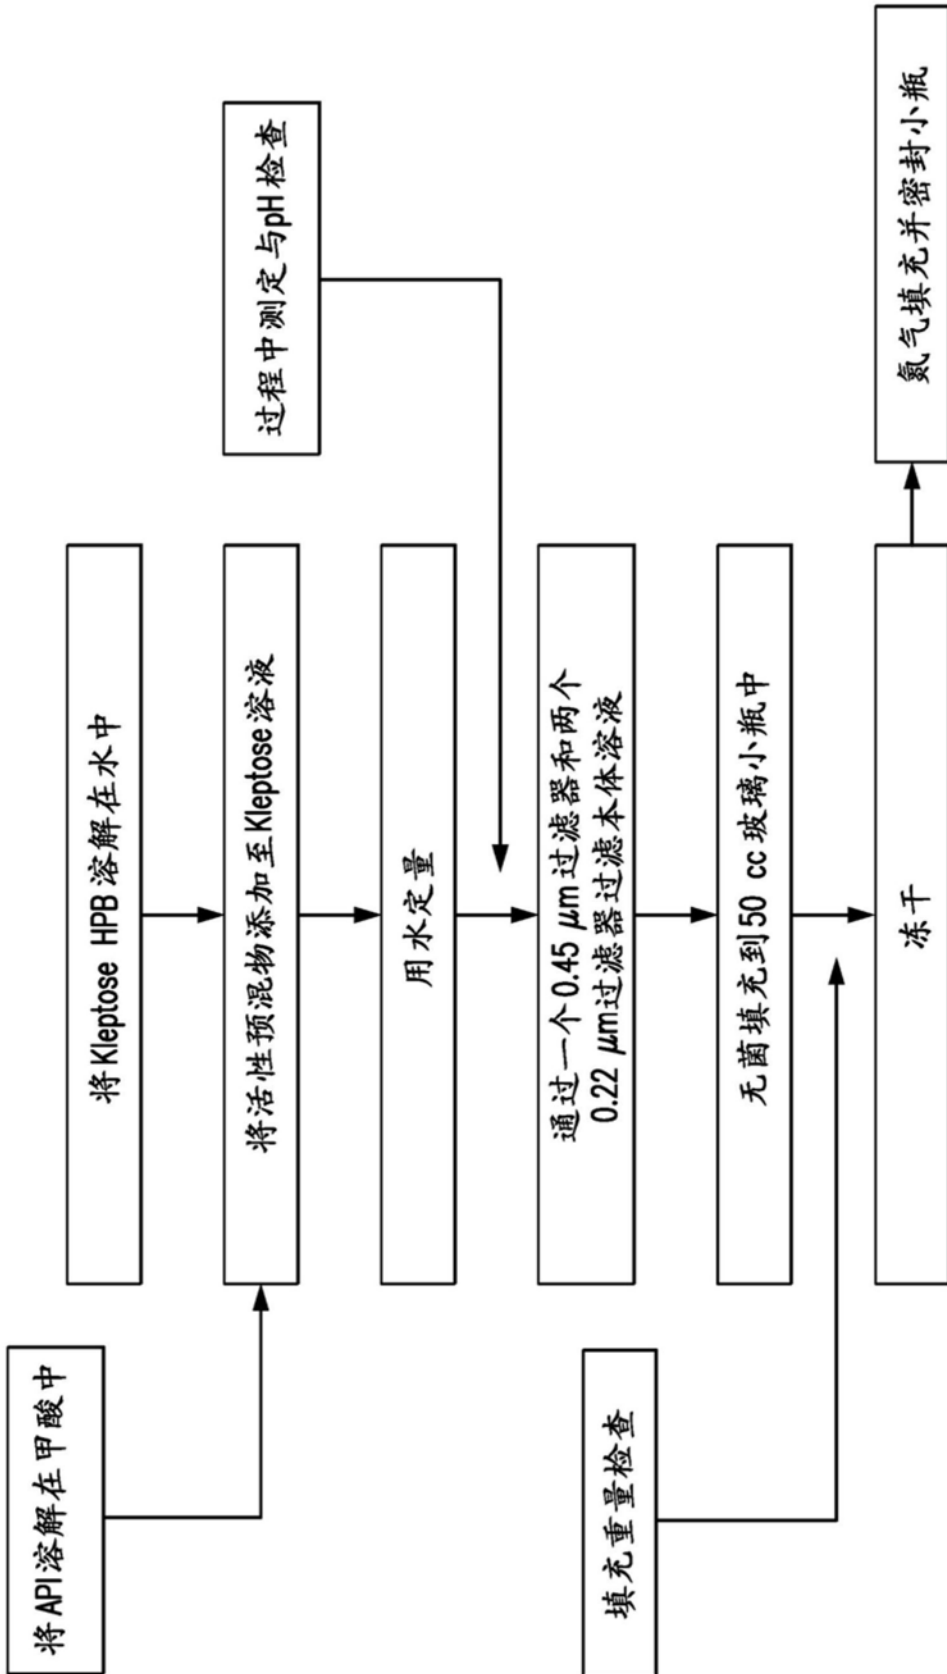 将API溶解在甲酸中
将Kleptose HPB 溶解在水中
将活性预混物添加至Kleptose溶液
过程中测定与pH检查
用水定量
通过一个0.45 μm过滤器和两个
0.22 μm过滤器过滤本体溶液
填充重量检查
无菌填充到50 cc玻璃小瓶中
冻干
氮气填充并密封小瓶